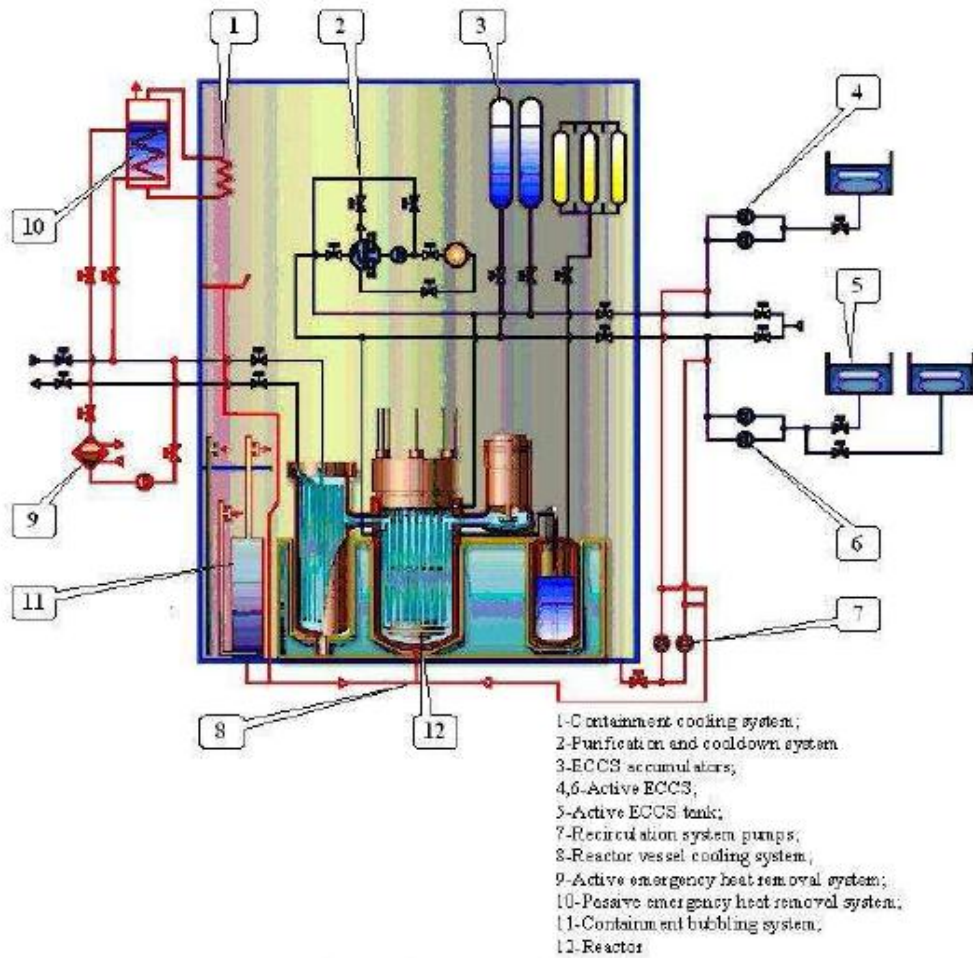 1
2
3
4
10
5
9
6
11
7
8
12
1-Containment cooling system;
2-Purification and cooldown system
3-ECCS accumulators;
4,6-Active ECCS;
5-Active ECCS tank;
7-Recirculation system pumps;
8-Reactor vessel cooling system;
9-Active emergency heat removal system;
10-Passive emergency heat removal system;
11-Containment bubbling system;
12-Reactor